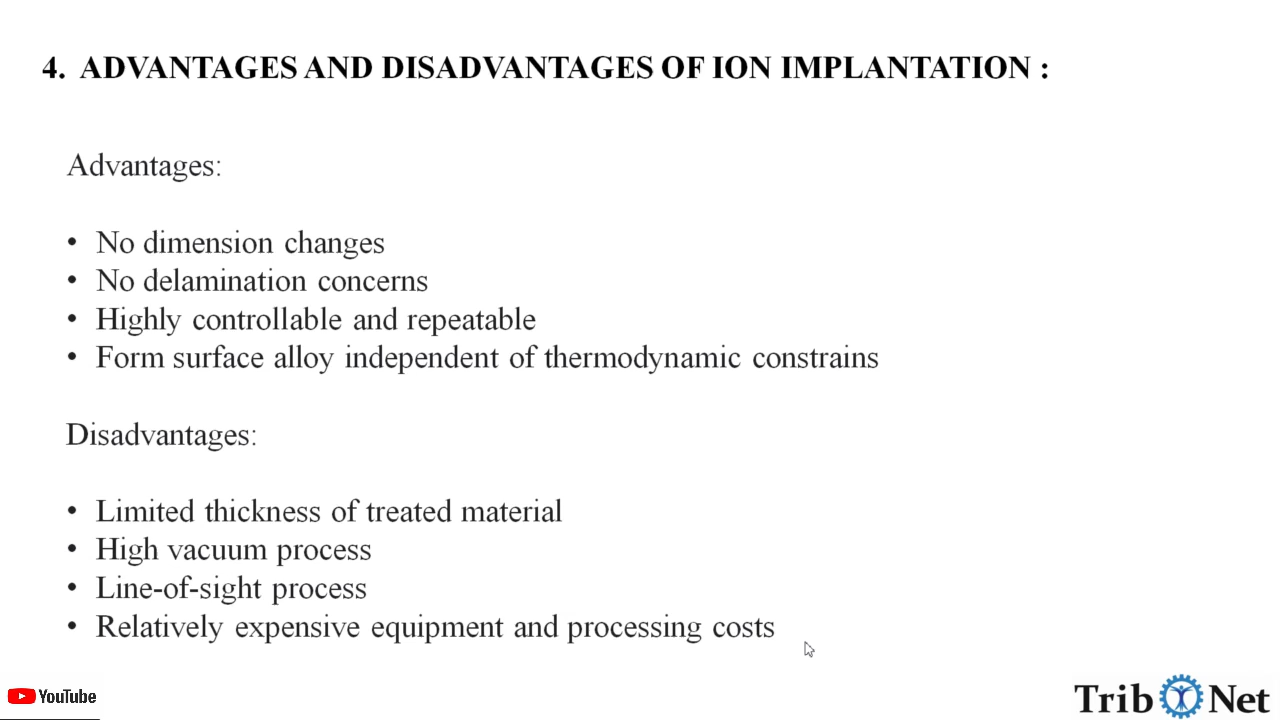 4. ADVANTAGES AND DISADVANTAGES OF ION IMPLANTATION :
Advantages:
• No dimension changes
• No delamination concerns
• Highly controllable and repeatable
• Form surface alloy independent of thermodynamic constrains
Disadvantages:
• Limited thickness of treated material
• High vacuum process
• Line-of-sight process
• Relatively expensive equipment and processing costs
YouTube
Trib Net